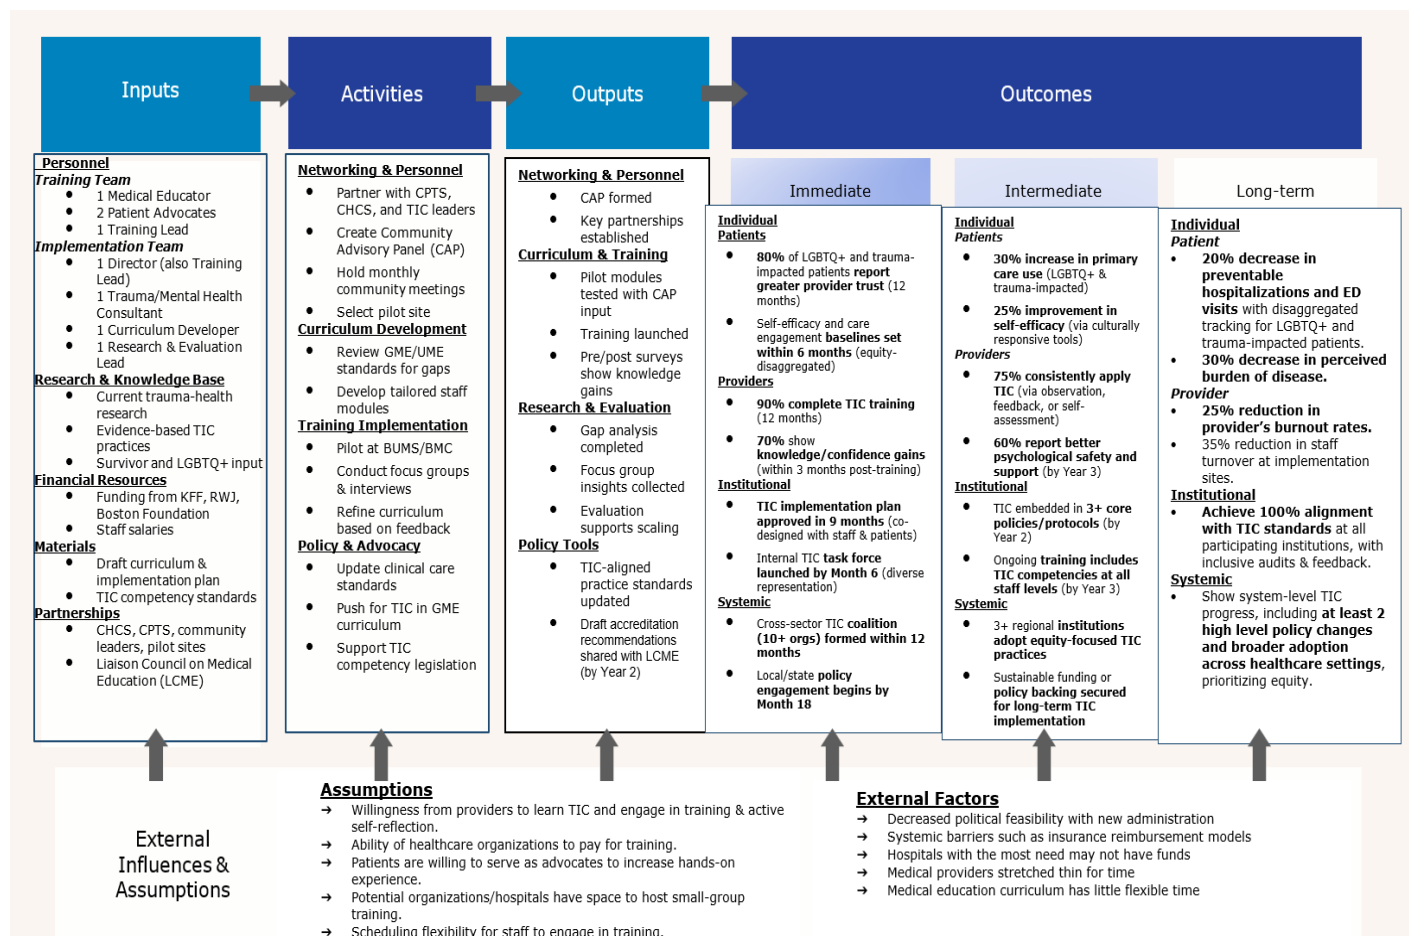 Inputs
Activities
Outputs
Outcomes
Immediate
Intermediate
Long-term
Personnel
Training Team
● 1 Medical Educator
● 2 Patient Advocates
● 1 Training Lead
Implementation Team
● 1 Director (also Training
Lead)
● 1 Trauma/Mental Health
Consultant
● 1 Curriculum Developer
● 1 Research & Evaluation
Lead
Research & Knowledge Base
● Current trauma-health
research
● Evidence-based TIC
practices
● Survivor and LGBTQ+ input
Financial Resources
● Funding from KFF, RWJ,
Boston Foundation
● Staff salaries
Materials
● Draft curriculum &
implementation plan
● TIC competency standards
Partnerships
● CHCS, CPTS, community
leaders, pilot sites
● Liaison Council on Medical
Education (LCME)
Networking & Personnel
● Partner with CPTS,
CHCS, and TIC leaders
● Create Community
Advisory Panel (CAP)
● Hold monthly
community meetings
● Select pilot site
Curriculum Development
● Review GME/UME
standards for gaps
● Develop tailored staff
modules
Training Implementation
● Pilot at BUMS/BMC
● Conduct focus groups
& interviews
● Refine curriculum
based on feedback
Policy & Advocacy
● Update clinical care
standards
● Push for TIC in GME
curriculum
● Support TIC
competency legislation
Networking & Personnel
● CAP formed
● Key partnerships
established
Curriculum & Training
● Pilot modules
tested with CAP
input
● Training launched
● Pre/post surveys
show knowledge
gains
Research & Evaluation
● Gap analysis
completed
● Focus group
insights collected
● Evaluation
supports scaling
Policy Tools
● TIC-aligned
practice standards
updated
● Draft accreditation
recommendations
shared with LCME
(by Year 2)
Individual
Patients
● 80% of LGBTQ+ and trauma-
impacted patients report
greater provider trust (12
months)
● Self-efficacy and care
engagement baselines set
within 6 months (equity-
disaggregated)
Providers
● 90% complete TIC training
(12 months)
● 70% show
knowledge/confidence gains
(within 3 months post-training)
Institutional
● TIC implementation plan
approved in 9 months (co-
designed with staff & patients)
● Internal TIC task force
launched by Month 6 (diverse
representation)
Systemic
● Cross-sector TIC coalition
(10+ orgs) formed within 12
months
● Local/state policy
engagement begins by
Month 18
Individual
Patients
● 30% increase in primary
care use (LGBTQ+ &
trauma-impacted)
● 25% improvement in
self-efficacy (via culturally
responsive tools)
Providers
● 75% consistently apply
TIC (via observation,
feedback, or self-
assessment)
● 60% report better
psychological safety and
support (by Year 3)
Institutional
● TIC embedded in 3+ core
policies/protocols (by
Year 2)
● Ongoing training includes
TIC competencies at all
staff levels (by Year 3)
Systemic
● 3+ regional institutions
adopt equity-focused TIC
practices
● Sustainable funding or
policy backing secured
for long-term TIC
implementation
Individual
Patient
• 20% decrease in
preventable
hospitalizations and ED
visits with disaggregated
tracking for LGBTQ+ and
trauma-impacted patients.
• 30% decrease in perceived
burden of disease.
Provider
• 25% reduction in
provider's burnout rates.
• 35% reduction in staff
turnover at implementation
sites.
Institutional
• Achieve 100% alignment
with TIC standards at all
participating institutions, with
inclusive audits & feedback.
Systemic
• Show system-level TIC
progress, including at least 2
high level policy changes
and broader adoption
across healthcare settings,
prioritizing equity.
External
Influences &
Assumptions
Assumptions
➔ Willingness from providers to learn TIC and engage in training & active
self-reflection.
➔ Ability of healthcare organizations to pay for training.
➔ Patients are willing to serve as advocates to increase hands-on
experience.
➔ Potential organizations/hospitals have space to host small-group
training.
➔ Scheduling flexibility for staff to engage in training.
External Factors
➔ Decreased political feasibility with new administration
➔ Systemic barriers such as insurance reimbursement models
➔ Hospitals with the most need may not have funds
➔ Medical providers stretched thin for time
➔ Medical education curriculum has little flexible time